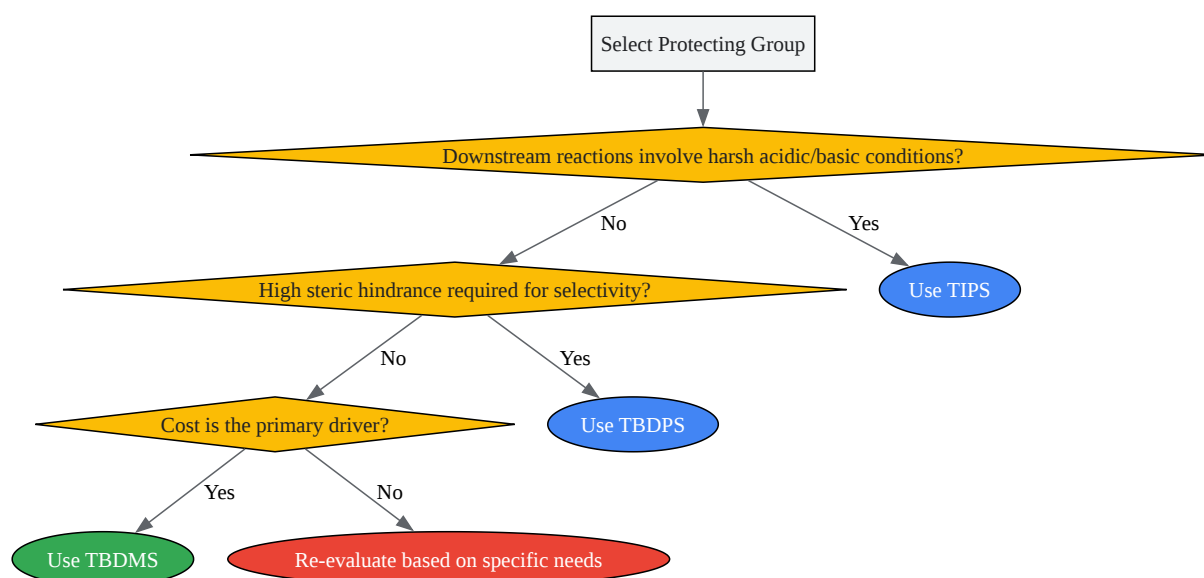 Select Protecting Group
Downstream reactions involve harsh acidic/basic conditions?
No
Yes
High steric hindrance required for selectivity?
Use TIPS
No
Yes
Cost is the primary driver?
Use TBDPS
Yes
No
Use TBDMS
Re-evaluate based on specific needs